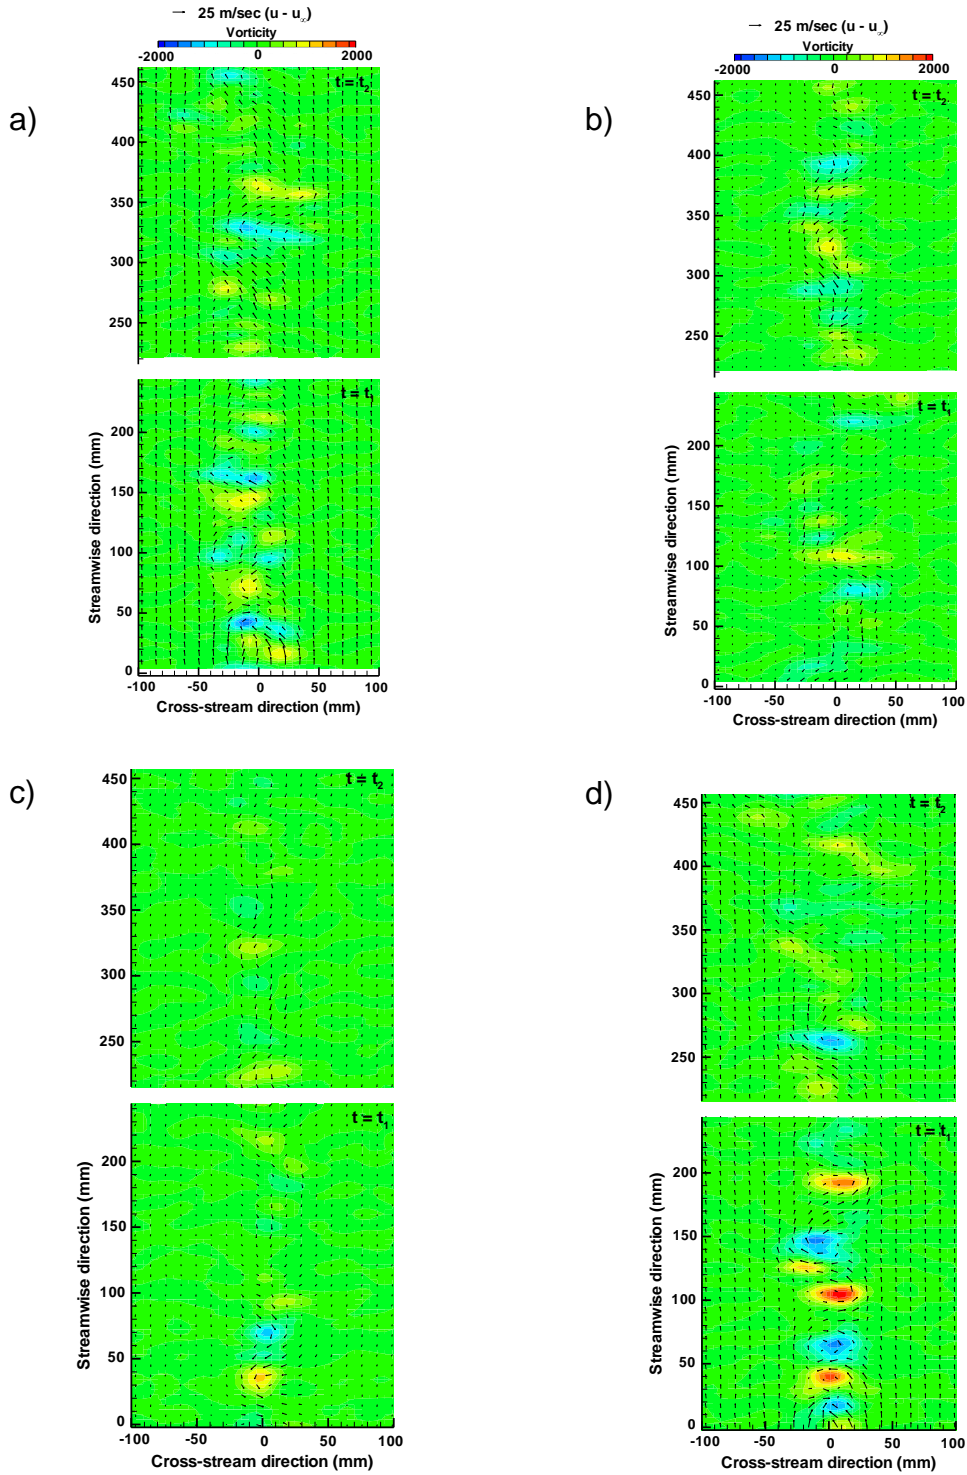 25 m/sec (u - u∞)
Vorticity
-2000 0 2000
a)
t = t2
450
400
350
300
250
t = t1
200
150
100
50
0
Streamwise direction (mm)
-100 -50 0 50 100
Cross-stream direction (mm)
25 m/sec (u - u∞)
Vorticity
-2000 0 2000
b)
t = t2
450
400
350
300
250
t = t1
200
150
100
50
0
Streamwise direction (mm)
-100 -50 0 50 100
Cross-stream direction (mm)
c)
t = t2
450
400
350
300
250
t = t1
200
150
100
50
0
Streamwise direction (mm)
-100 -50 0 50 100
Cross-stream direction (mm)
d)
t = t2
450
400
350
300
250
t = t1
200
150
100
50
0
Streamwise direction (mm)
-100 -50 0 50 100
Cross-stream direction (mm)